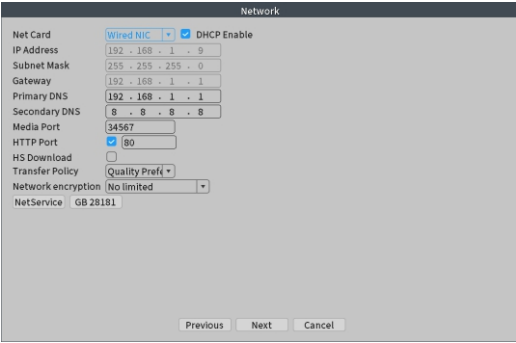 Network
Net Card Wired NIC DHCP Enable
IP Address 192 . 168 . 1 . 9
Subnet Mask 255 . 255 . 255 . 0
Gateway 192 . 168 . 1 . 1
Primary DNS 192 . 168 . 1 . 1
Secondary DNS 8 . 8 . 8 . 8
Media Port 34567
HTTP Port 80
HS Download
Transfer Policy Quality Prefe
Network encryption No limited
NetService GB 28181
Previous Next Cancel